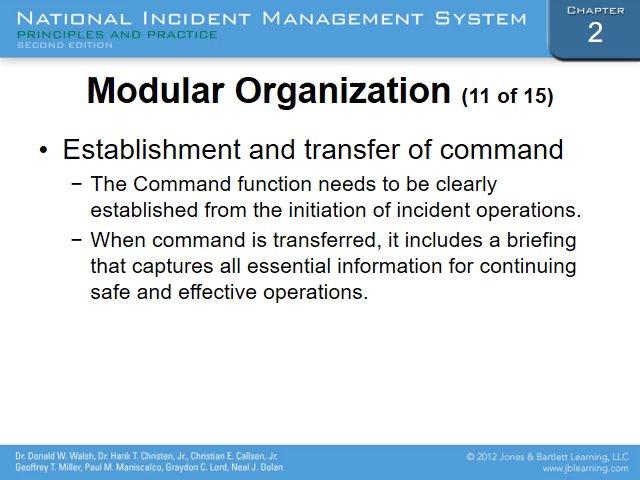 NATIONAL INCIDENT MANAGEMENT SYSTEM
PRINCIPLES AND PRACTICE
SECOND EDITION
CHAPTER
2
Modular Organization (11 of 15)
• Establishment and transfer of command
− The Command function needs to be clearly
established from the initiation of incident operations.
− When command is transferred, it includes a briefing
that captures all essential information for continuing
safe and effective operations.
Dr. Donald W. Walsh, Dr. Hank T. Christen, Jr., Christian E. Callsen, Jr.
Geoffrey T. Miller, Paul M. Maniscalco, Graydon C. Lord, Neal J. Dolan
© 2012 Jones & Bartlett Learning, LLC
www.jblearning.com